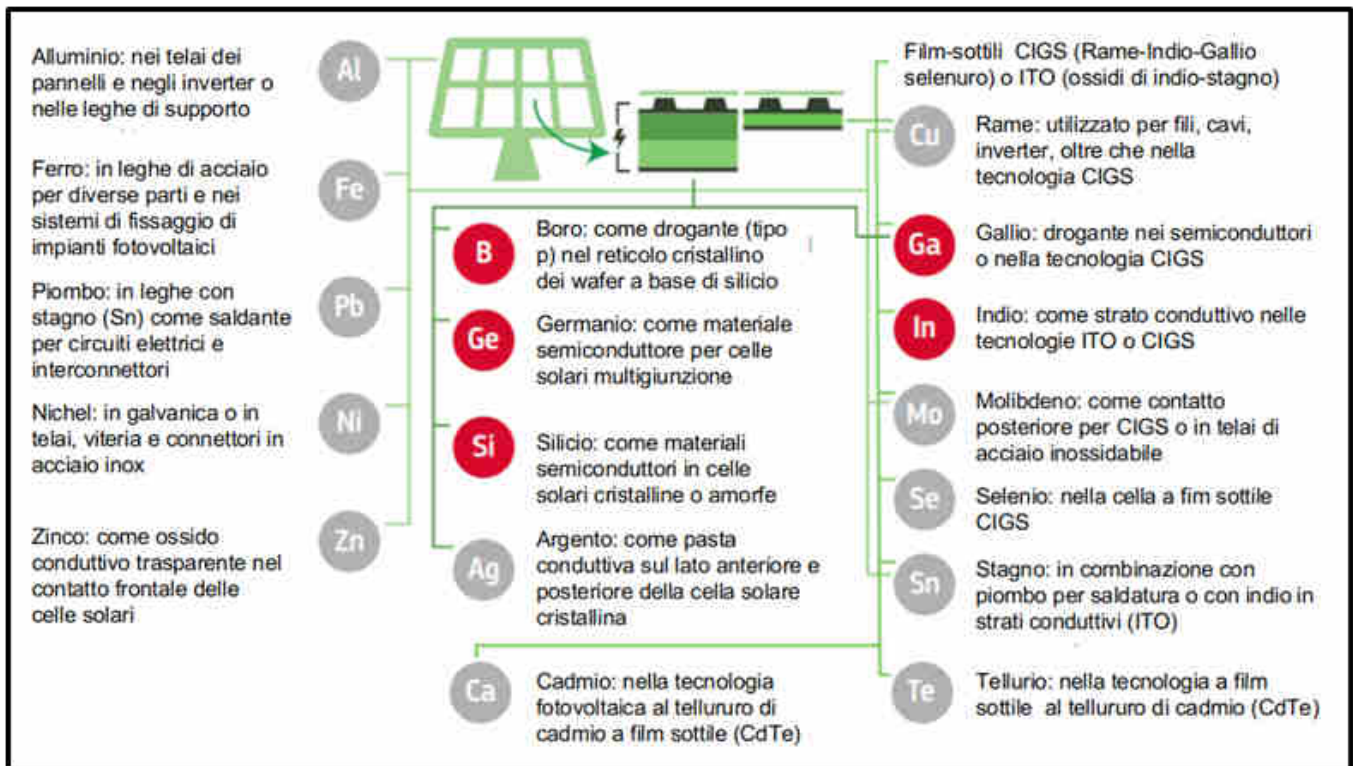 Alluminio: nei telai dei
pannelli e negli inverter o
nelle leghe di supporto
Al
Ferro: in leghe di acciaio
per diverse parti e nei
sistemi di fissaggio di
impianti fotovoltaici
Fe
Piombo: in leghe con
stagno (Sn) come saldante
per circuiti elettrici e
interconnettori
Pb
Nichel: in galvanica o in
telai, viteria e connettori in
acciaio inox
Ni
Zinco: come ossido
conduttivo trasparente nel
contatto frontale delle
celle solari
Zn
B
Boro: come drogante (tipo
p) nel reticolo cristallino
dei wafer a base di silicio
Ge
Germanio: come materiale
semiconduttore per celle
solari multigiunzione
Si
Silicio: come materiali
semiconduttori in celle
solari cristalline o amorfe
Ag
Argento: come pasta
conduttiva sul lato anteriore e
posteriore della cella solare
cristallina
Ca
Cadmio: nella tecnologia
fotovoltaica al tellururo di
cadmio a film sottile (CdTe)
Film-sottili CIGS (Rame-Indio-Gallio
selenuro) o ITO (ossidi di indio-stagno)
Cu
Rame: utilizzato per fili, cavi,
inverter, oltre che nella
tecnologia CIGS
Ga
Gallio: drogante nei semiconduttori
o nella tecnologia CIGS
In
Indio: come strato conduttivo nelle
tecnologie ITO o CIGS
Mo
Molibdeno: come contatto
posteriore per CIGS o in telai di
acciaio inossidabile
Se
Selenio: nella cella a fim sottile
CIGS
Sn
Stagno: in combinazione con
piombo per saldatura o con indio in
strati conduttivi (ITO)
Te
Tellurio: nella tecnologia a film
sottile al tellururo di cadmio (CdTe)